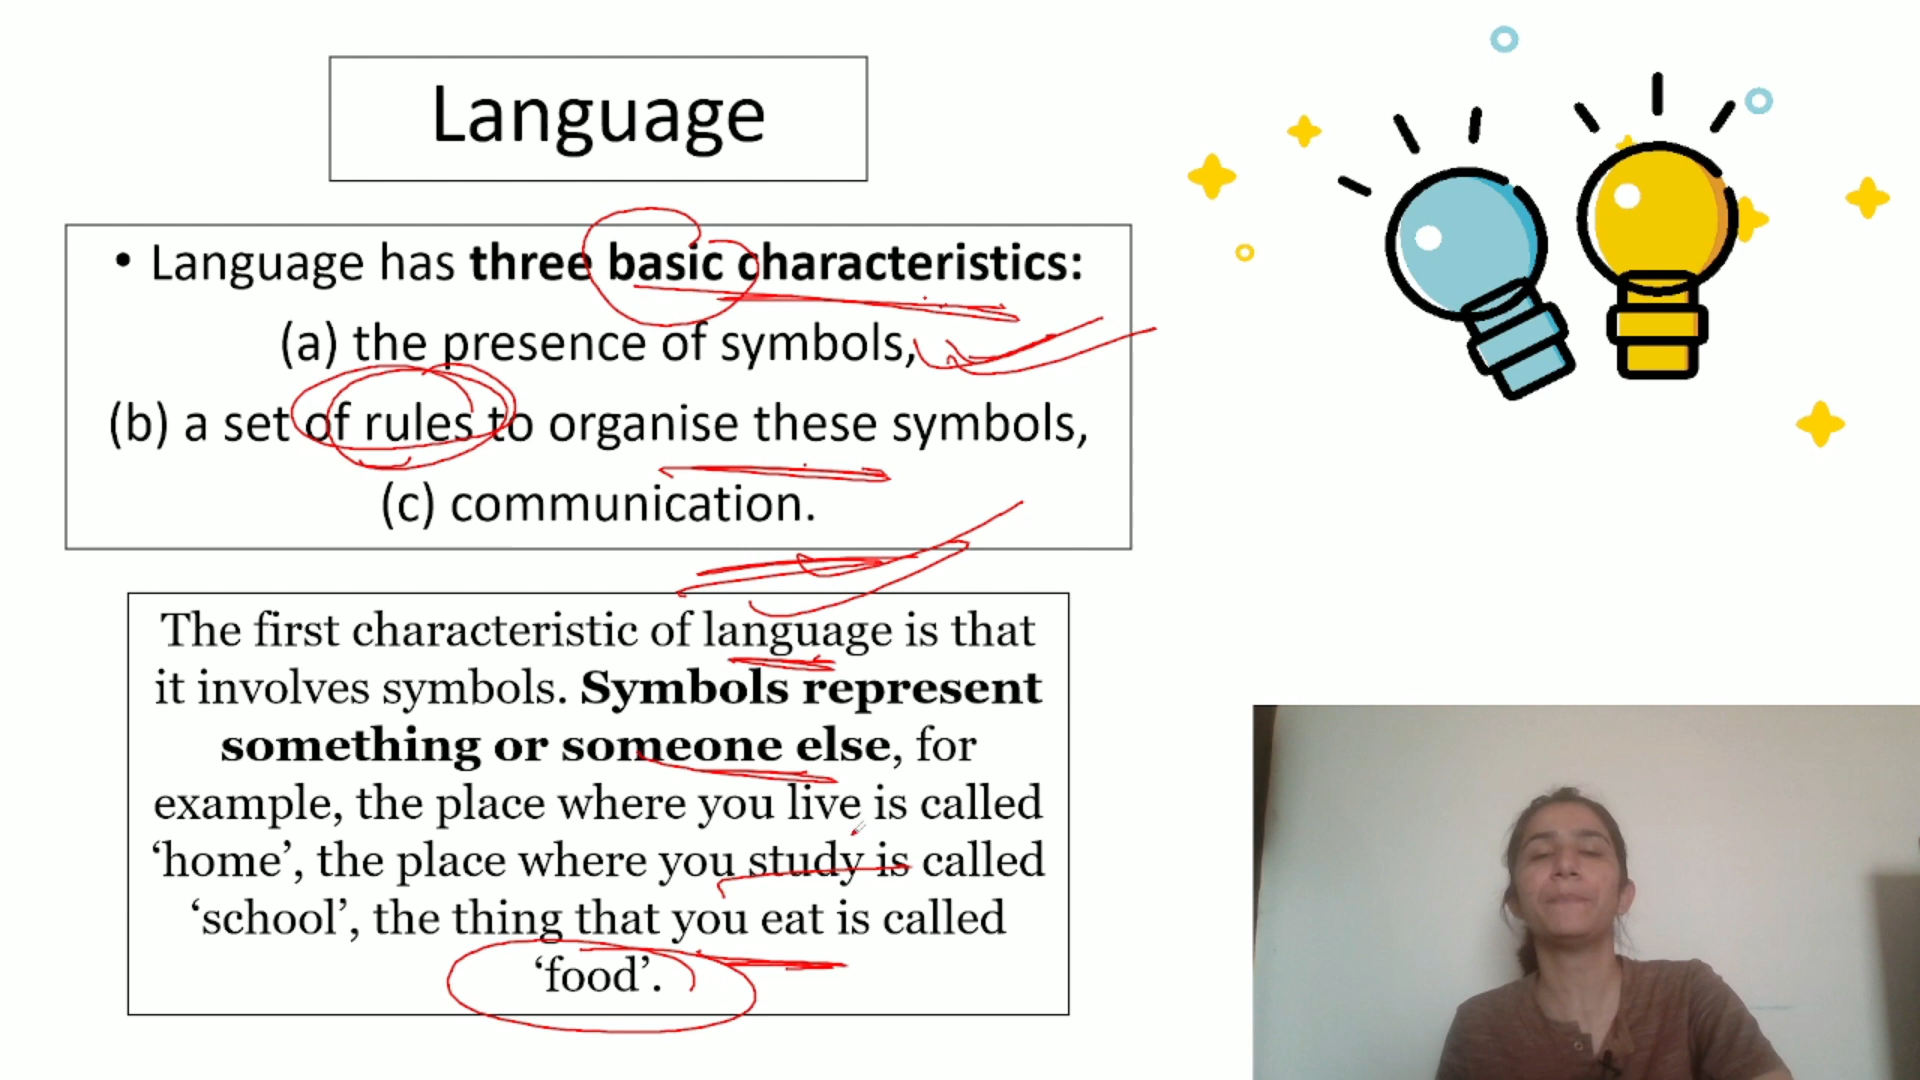 Language
• Language has three basic characteristics:
(a) the presence of symbols,
(b) a set of rules to organise these symbols,
(c) communication.
The first characteristic of language is that
it involves symbols. Symbols represent
something or someone else, for
example, the place where you live is called
‘home’, the place where you study is called
‘school’, the thing that you eat is called
‘food’.